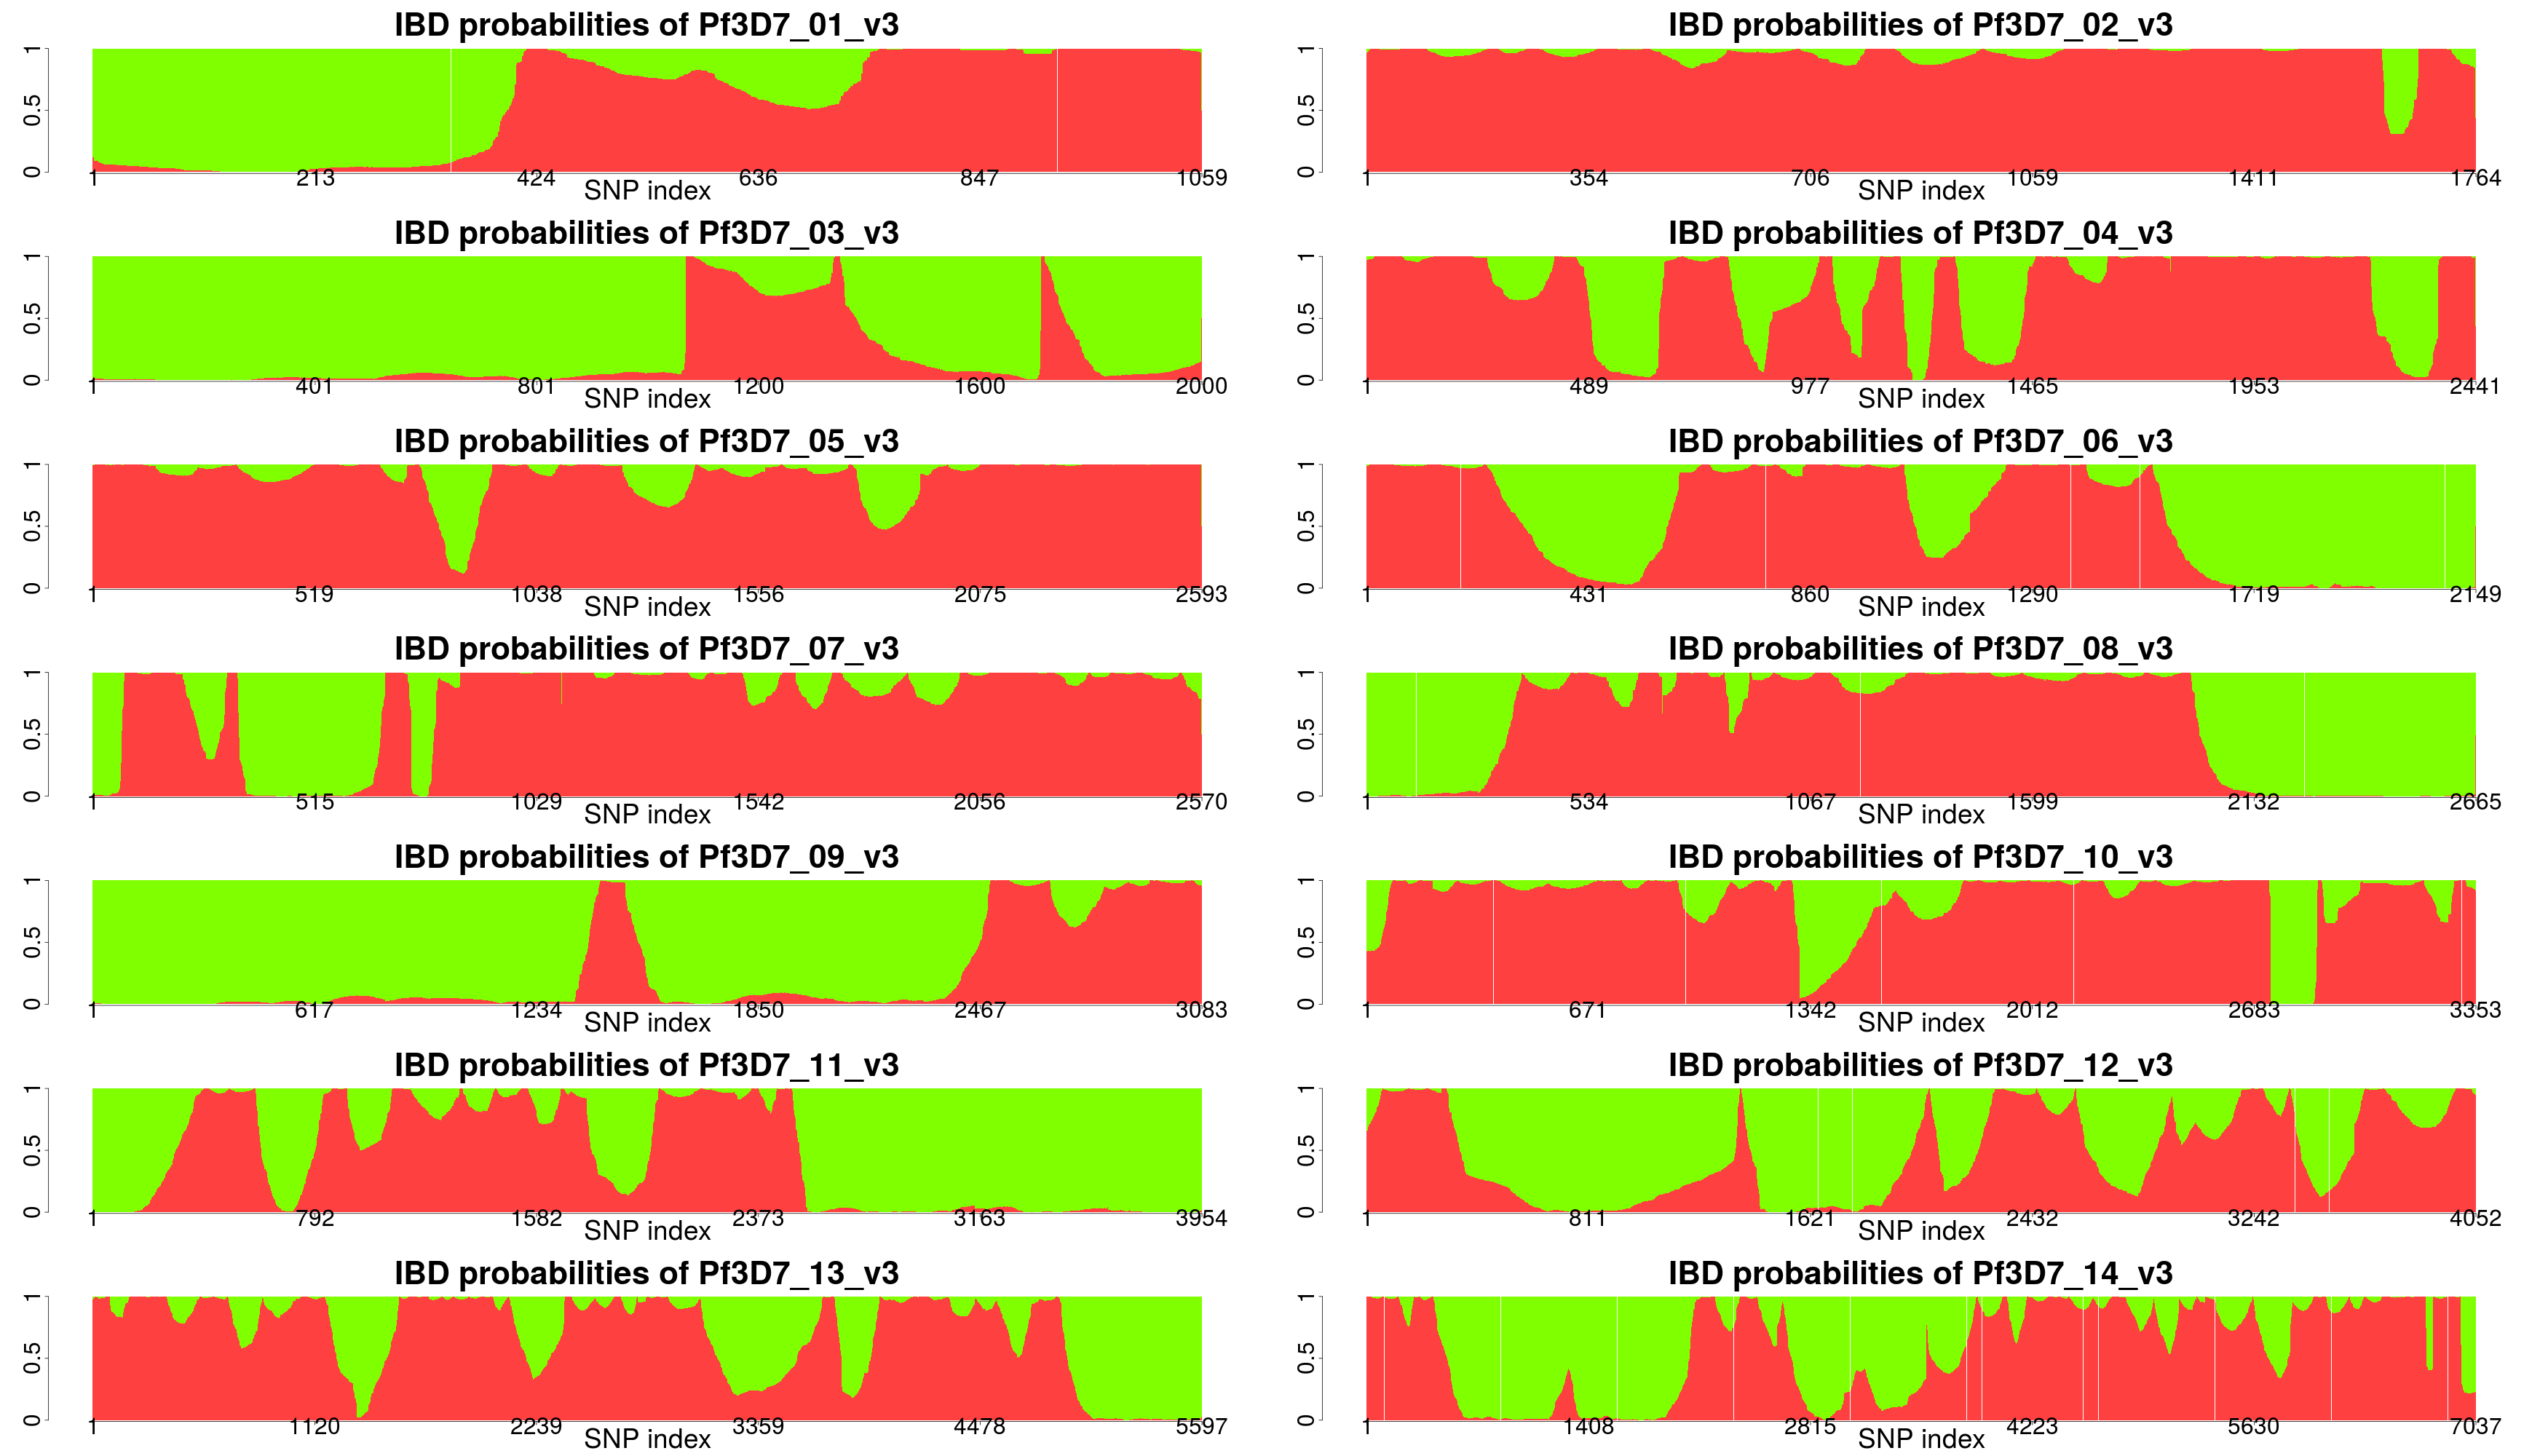 IBD probabilities of Pf3D7_01_v3
0 0.5 1
1 213 424 636 847 1059
SNP index
IBD probabilities of Pf3D7_02_v3
0 0.5 1
1 354 706 1059 1411 1764
SNP index
IBD probabilities of Pf3D7_03_v3
0 0.5 1
1 401 801 1200 1600 2000
SNP index
IBD probabilities of Pf3D7_04_v3
0 0.5 1
1 489 977 1465 1953 2441
SNP index
IBD probabilities of Pf3D7_05_v3
0 0.5 1
1 519 1038 1556 2075 2593
SNP index
IBD probabilities of Pf3D7_06_v3
0 0.5 1
1 431 860 1290 1719 2149
SNP index
IBD probabilities of Pf3D7_07_v3
0 0.5 1
1 515 1029 1542 2056 2570
SNP index
IBD probabilities of Pf3D7_08_v3
0 0.5 1
1 534 1067 1599 2132 2665
SNP index
IBD probabilities of Pf3D7_09_v3
0 0.5 1
1 617 1234 1850 2467 3083
SNP index
IBD probabilities of Pf3D7_10_v3
0 0.5 1
1 671 1342 2012 2683 3353
SNP index
IBD probabilities of Pf3D7_11_v3
0 0.5 1
1 792 1582 2373 3163 3954
SNP index
IBD probabilities of Pf3D7_12_v3
0 0.5 1
1 811 1621 2432 3242 4052
SNP index
IBD probabilities of Pf3D7_13_v3
0 0.5 1
1 1120 2239 3359 4478 5597
SNP index
IBD probabilities of Pf3D7_14_v3
0 0.5 1
1 1408 2815 4223 5630 7037
SNP index